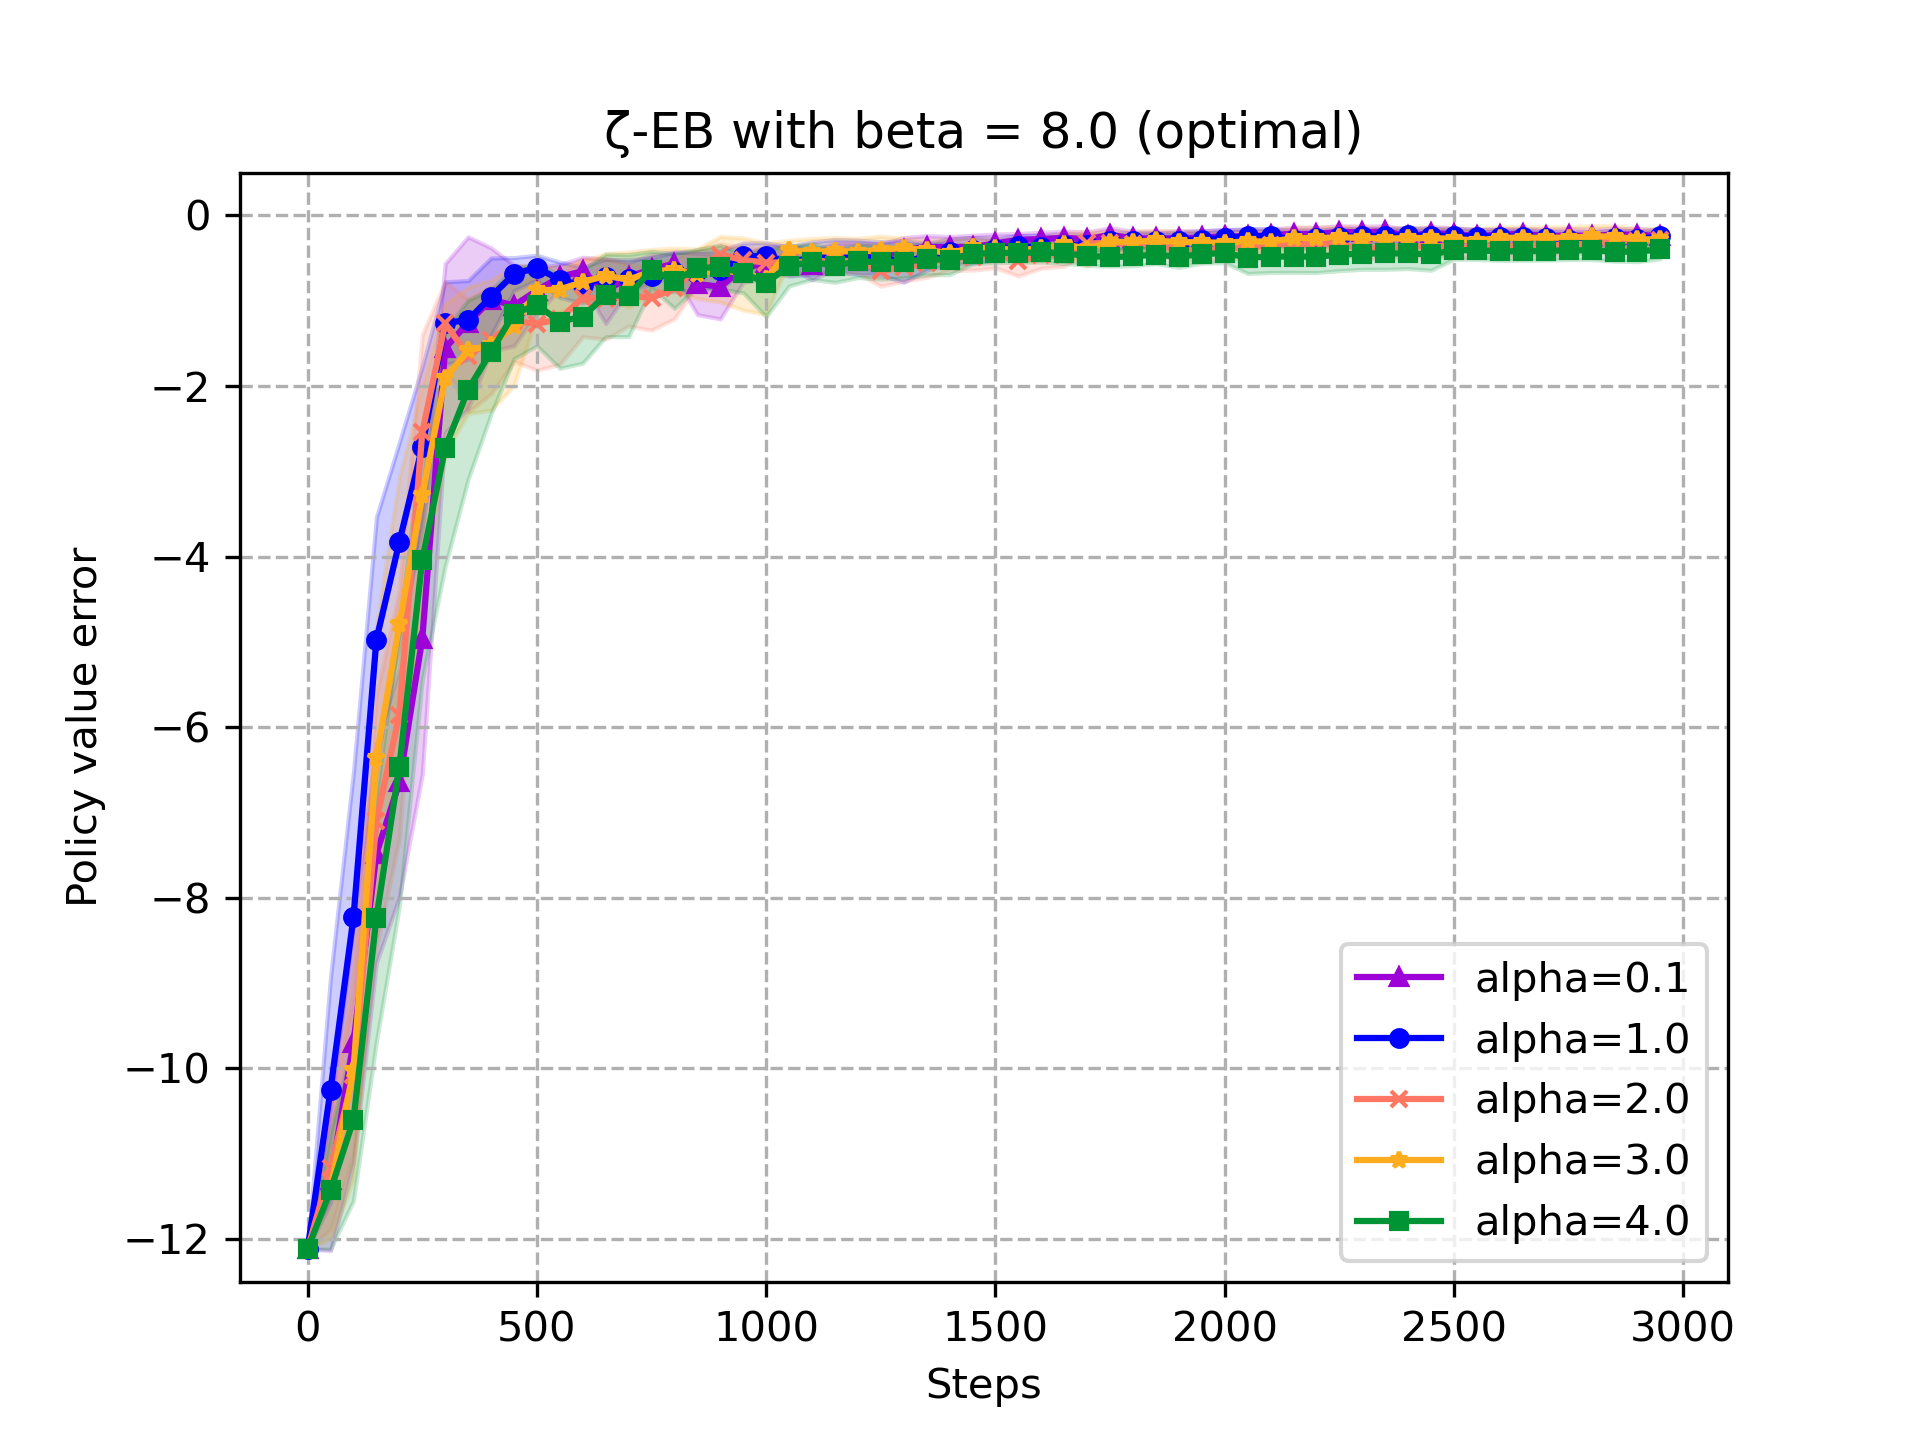 ζ-EB with beta = 8.0 (optimal)
0
−2
−4
−6
−8
−10
−12
Policy value error
0 500 1000 1500 2000 2500 3000
Steps
alpha=0.1
alpha=1.0
alpha=2.0
alpha=3.0
alpha=4.0